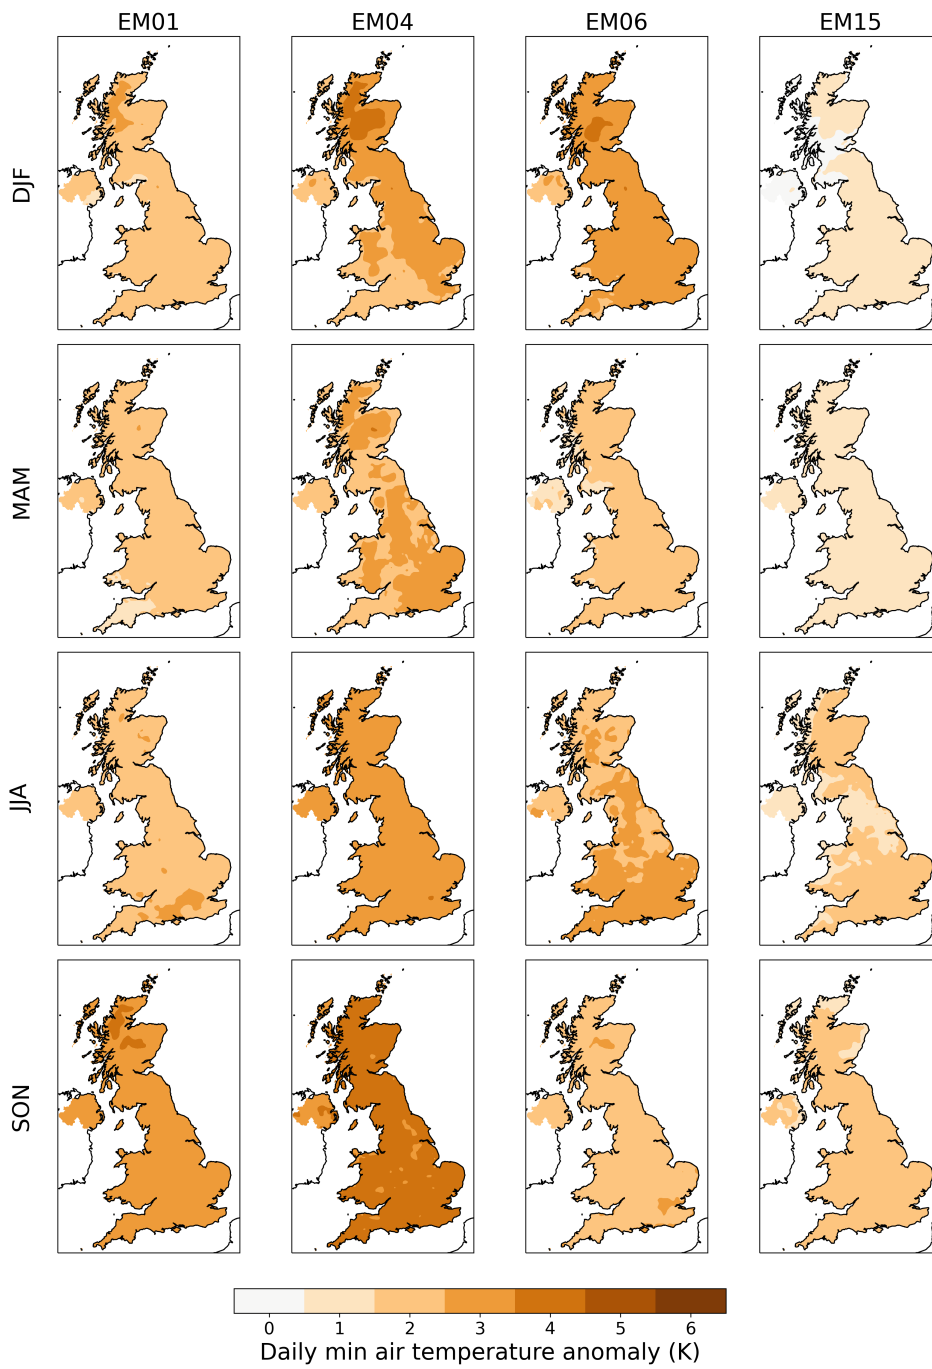 EM01 EM04 EM06 EM15
DJF
MAM
JJA
SON
0 1 2 3 4 5 6
Daily min air temperature anomaly (K)